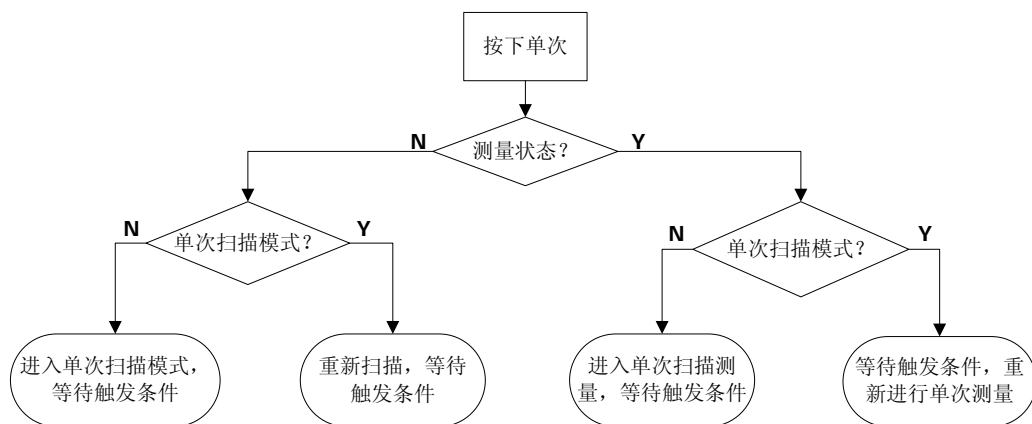 按下单次
N
测量状态？
Y
N
单次扫描模式？
Y
N
单次扫描模式？
Y
进入单次扫描模式，
等待触发条件
重新扫描，等待
触发条件
进入单次扫描测
量，等待触发条件
等待触发条件，重
新进行单次测量